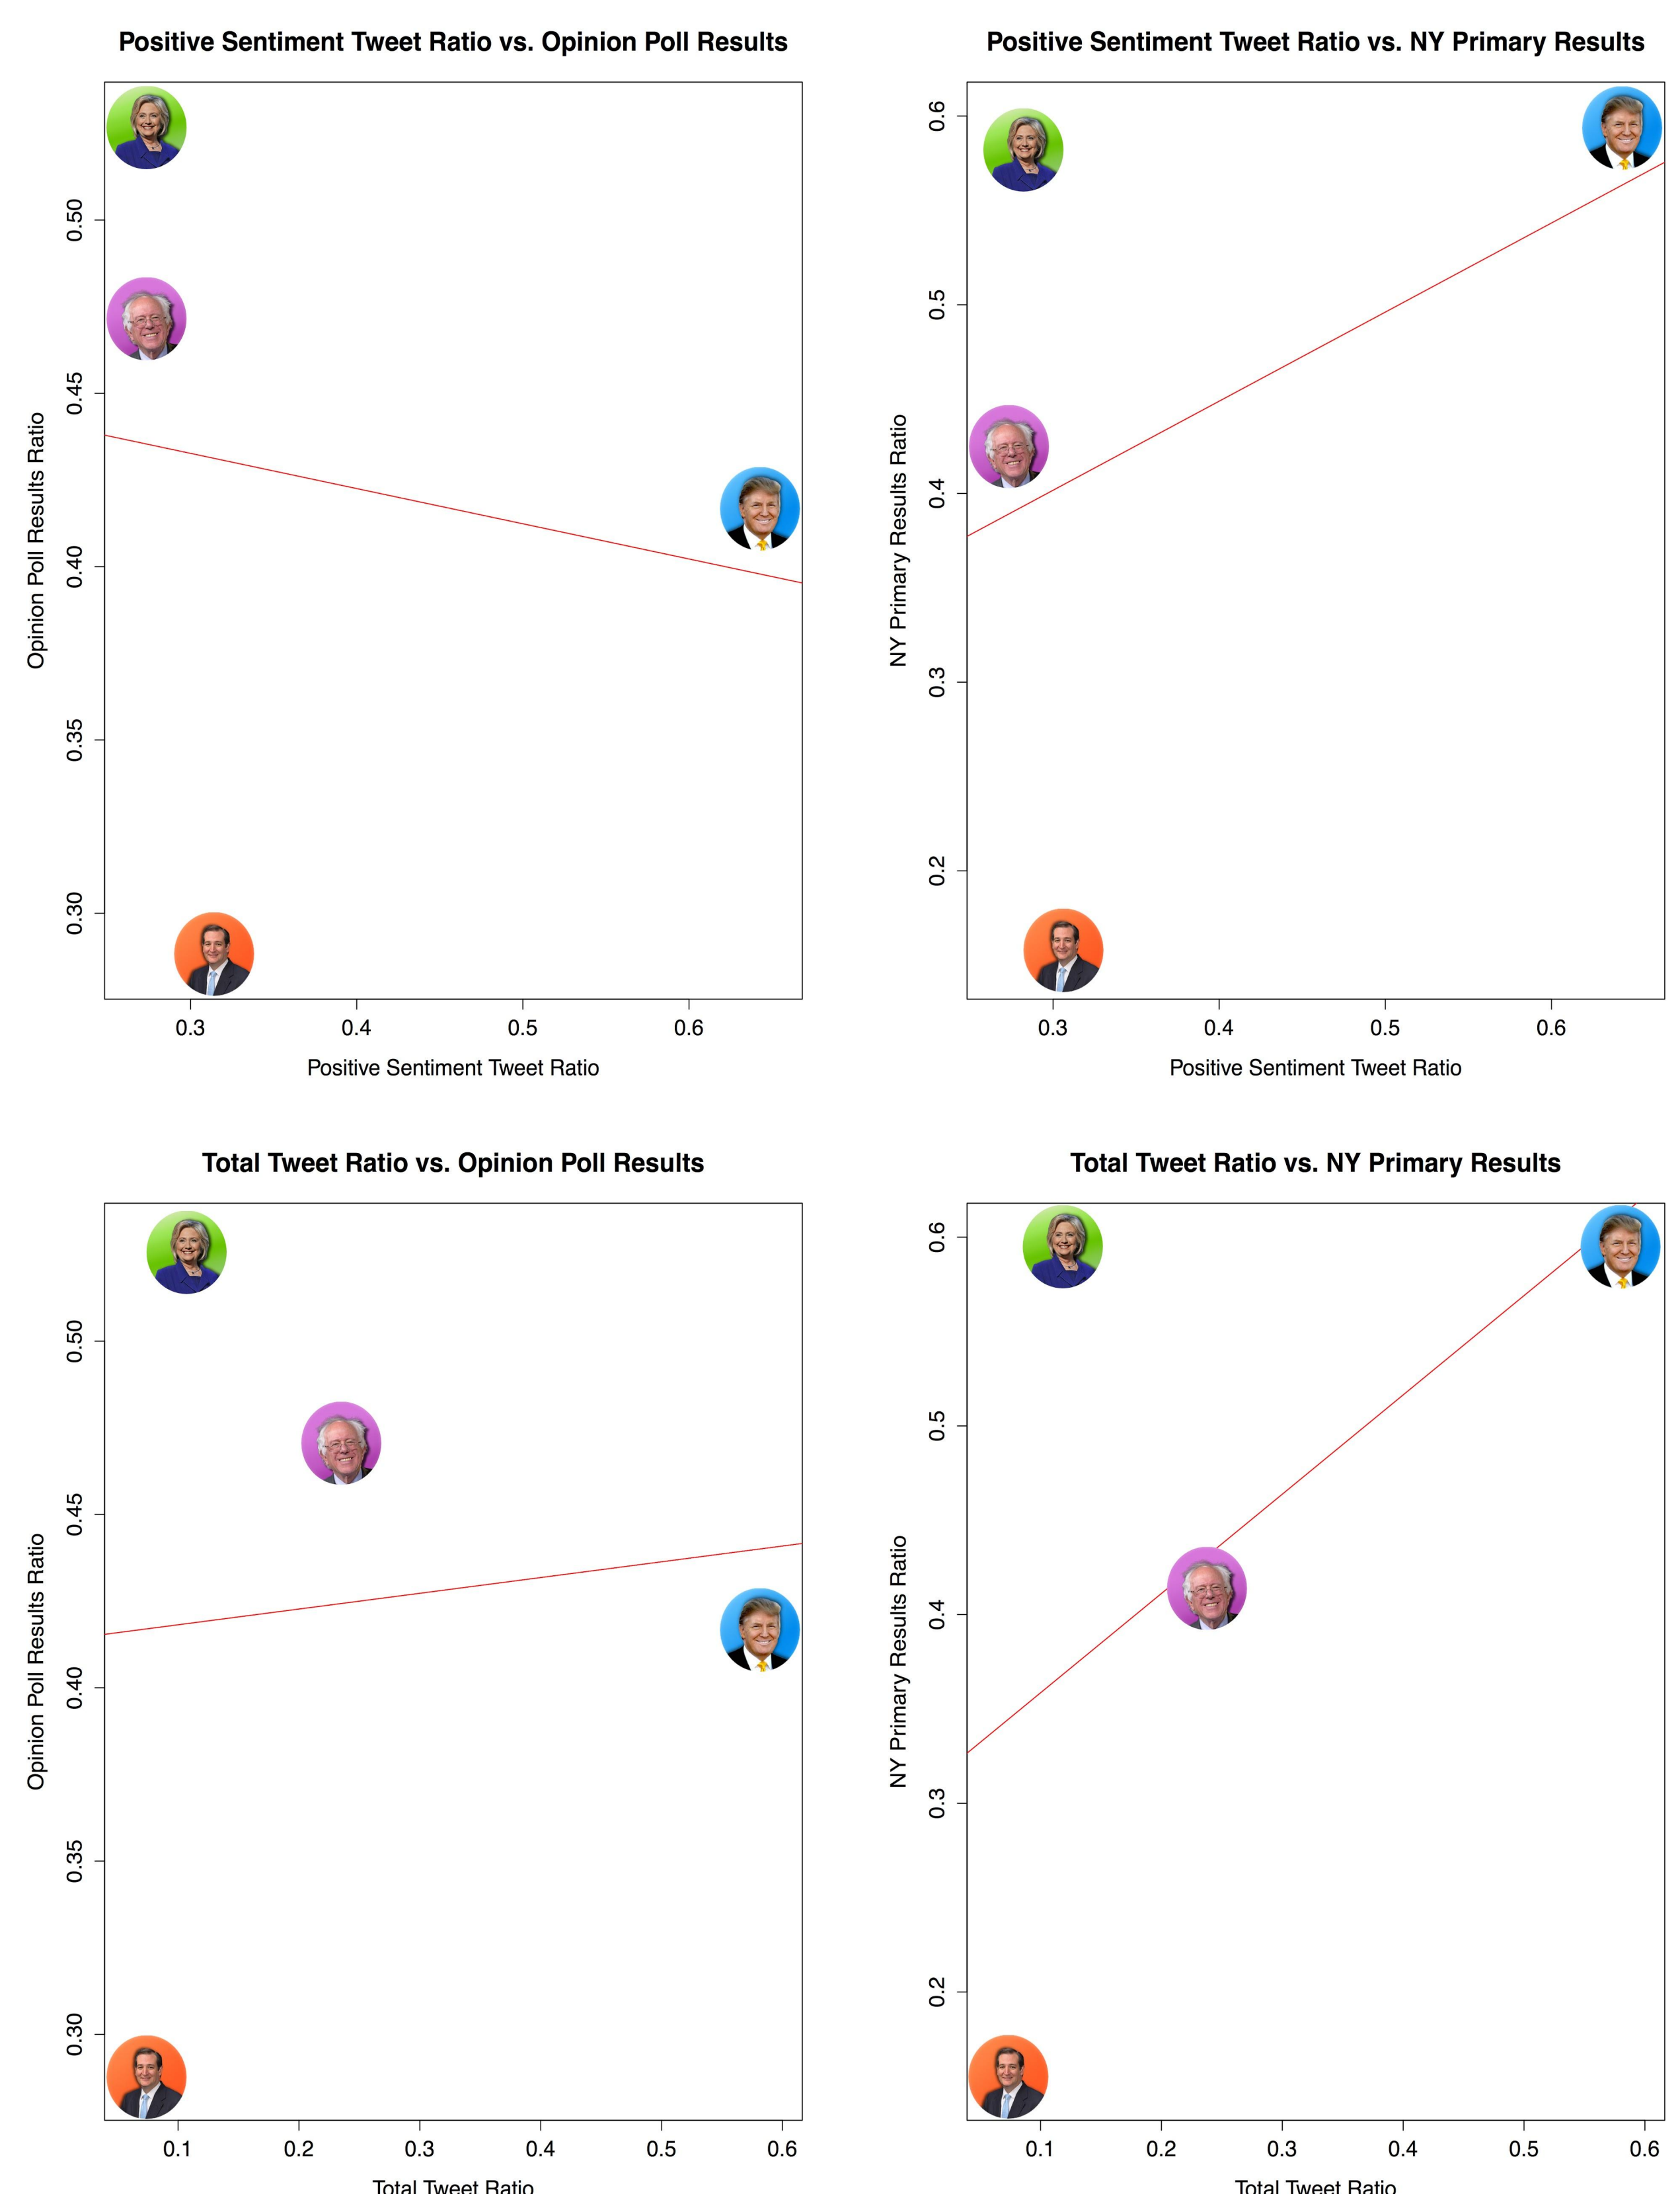 Positive Sentiment Tweet Ratio vs. Opinion Poll Results
0.50
0.45
0.40
0.35
0.30
Opinion Poll Results Ratio
0.3 0.4 0.5 0.6
Positive Sentiment Tweet Ratio
Positive Sentiment Tweet Ratio vs. NY Primary Results
0.6
0.5
0.4
0.3
0.2
NY Primary Results Ratio
0.3 0.4 0.5 0.6
Positive Sentiment Tweet Ratio
Total Tweet Ratio vs. Opinion Poll Results
0.50
0.45
0.40
0.35
0.30
Opinion Poll Results Ratio
0.1 0.2 0.3 0.4 0.5 0.6
Total Tweet Ratio
Total Tweet Ratio vs. NY Primary Results
0.6
0.5
0.4
0.3
0.2
NY Primary Results Ratio
0.1 0.2 0.3 0.4 0.5 0.6
Total Tweet Ratio